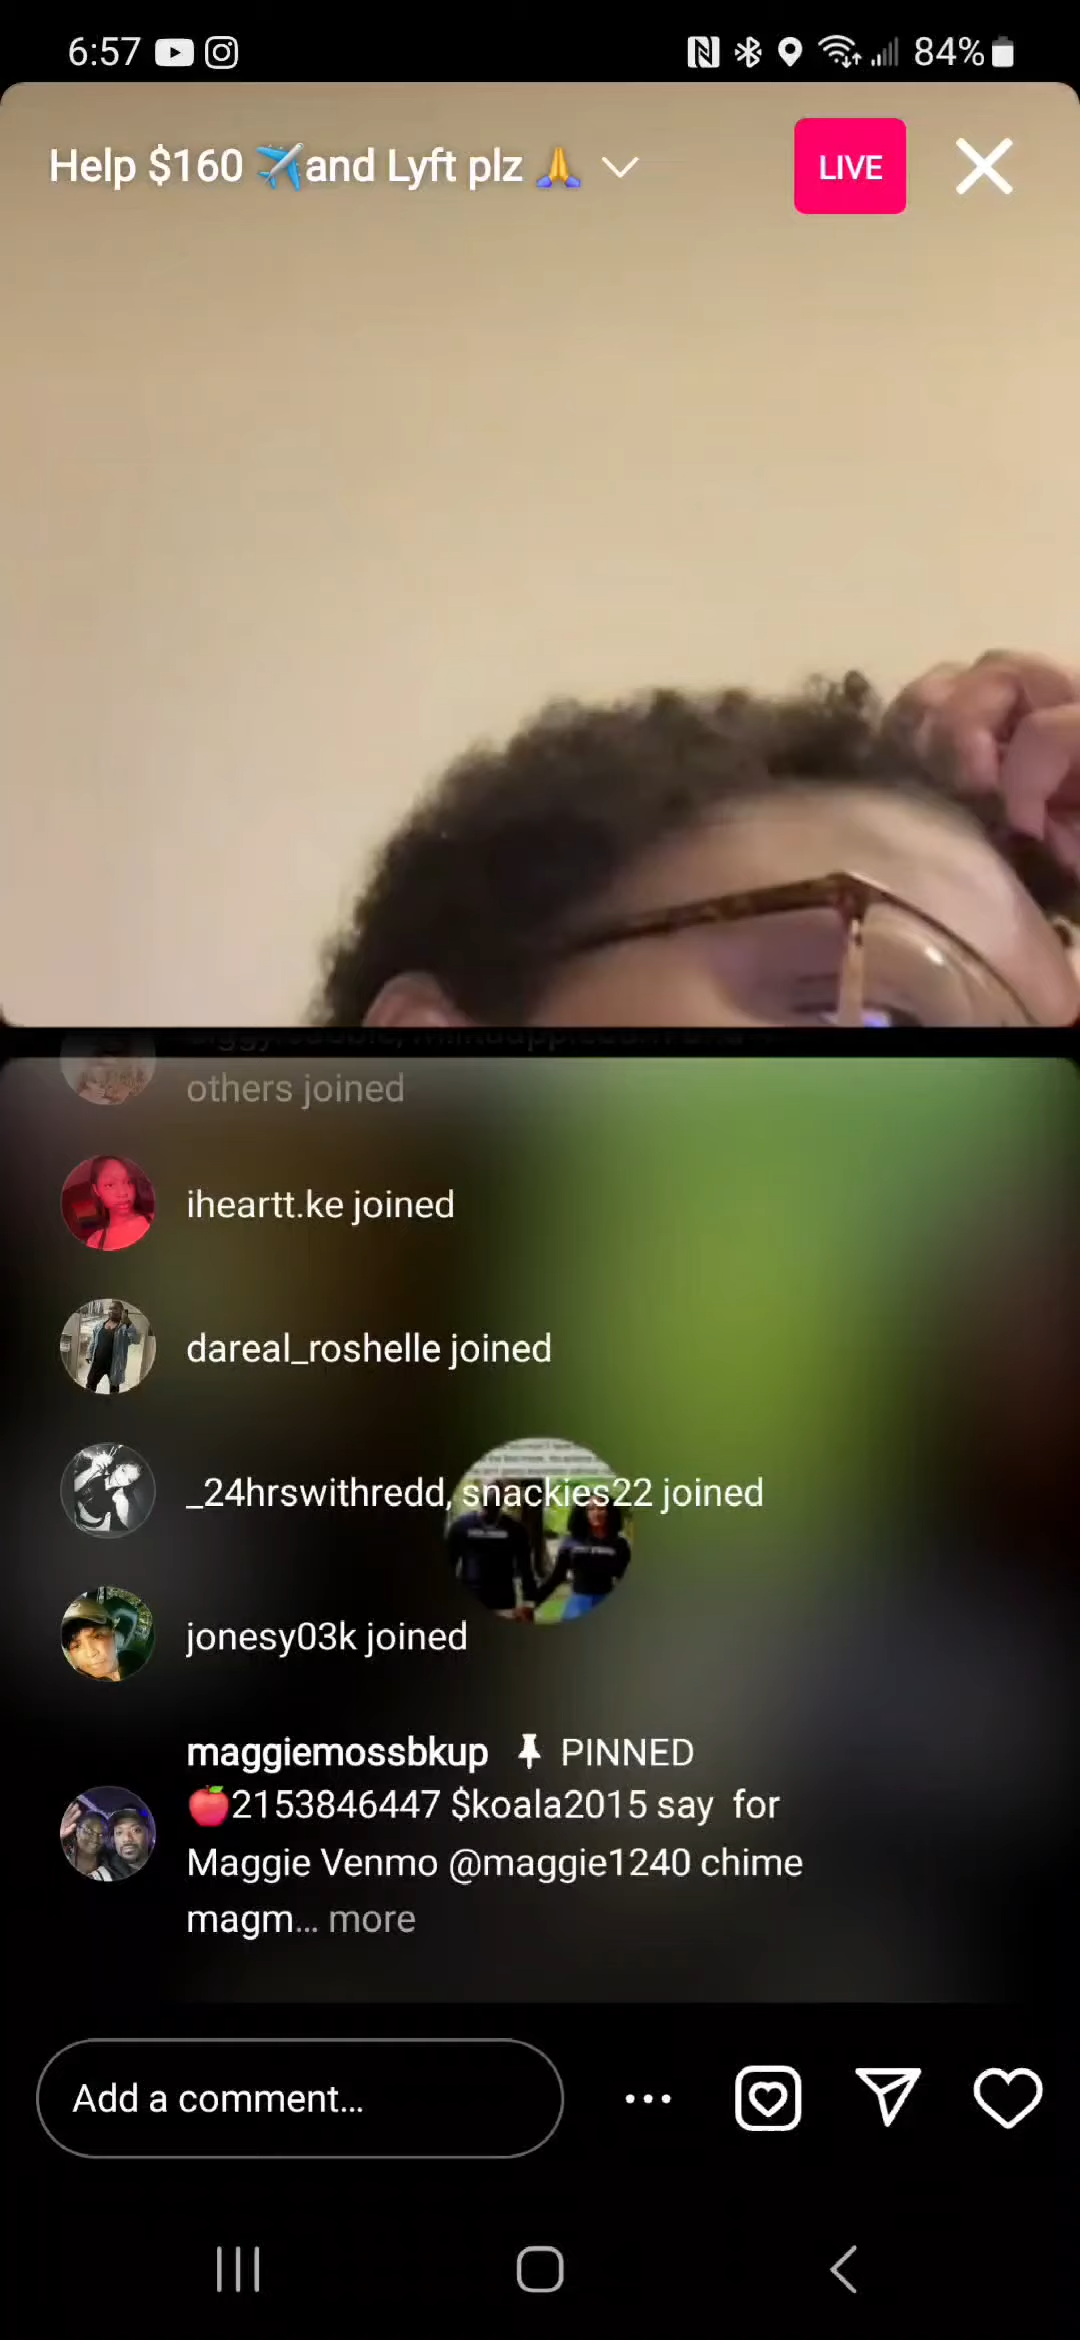 6:57 84%
Help $160 ✈️and Lyft plz 🙏
LIVE
others joined
iheartt.ke joined
dareal_roshelle joined
_24hrswithredd, snackies22 joined
jonesy03k joined
maggiemossbkup 📌 PINNED
🍎2153846447 $koala2015 say for
Maggie Venmo @maggie1240 chime
magm... more
Add a comment...